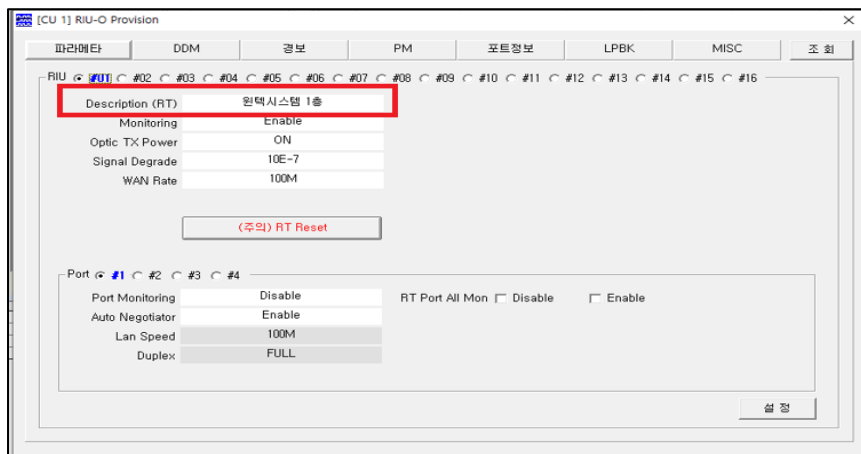 [CU 1] RIU-O Provision
파라메타 DDM 경보 PM 포트정보 LPBK MISC 조 회
RIU #01 #02 #03 #04 #05 #06 #07 #08 #09 #10 #11 #12 #13 #14 #15 #16
Description (RT) 윈텍시스템 1층
Monitoring Enable
Optic TX Power ON
Signal Degrade 10E-7
WAN Rate 100M
(주의) RT Reset
Port #1 #2 #3 #4
Port Monitoring Disable RT Port All Mon Disable Enable
Auto Negotiator Enable
Lan Speed 100M
Duplex FULL
설 정